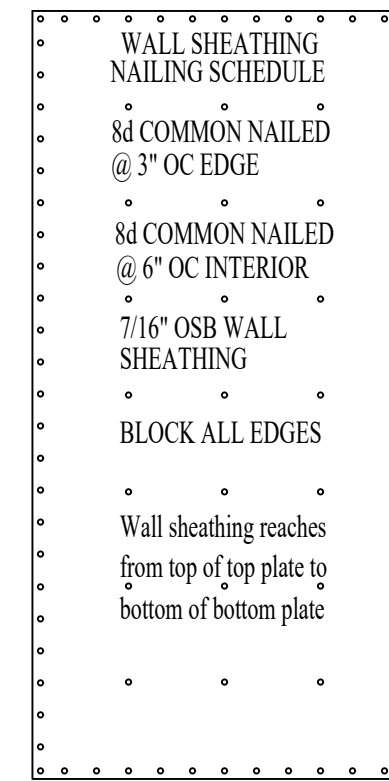 WALL SHEATHING
NAILING SCHEDULE
8d COMMON NAILED
@ 3" OC EDGE
8d COMMON NAILED
@ 6" OC INTERIOR
7/16" OSB WALL
SHEATHING
BLOCK ALL EDGES
Wall sheathing reaches
from top of top plate to
bottom of bottom plate